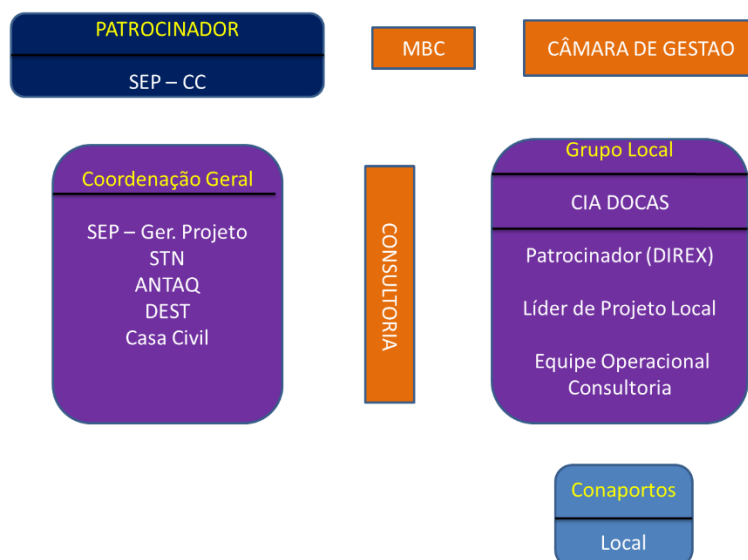 PATROCINADOR
SEP – CC
MBC
CÂMARA DE GESTAO
Coordenação Geral
SEP – Ger. Projeto
STN
ANTAQ
DEST
Casa Civil
CONSULTORIA
Grupo Local
CIA DOCAS
Patrocinador (DIREX)
Líder de Projeto Local
Equipe Operacional
Consultoria
Conaportos
Local